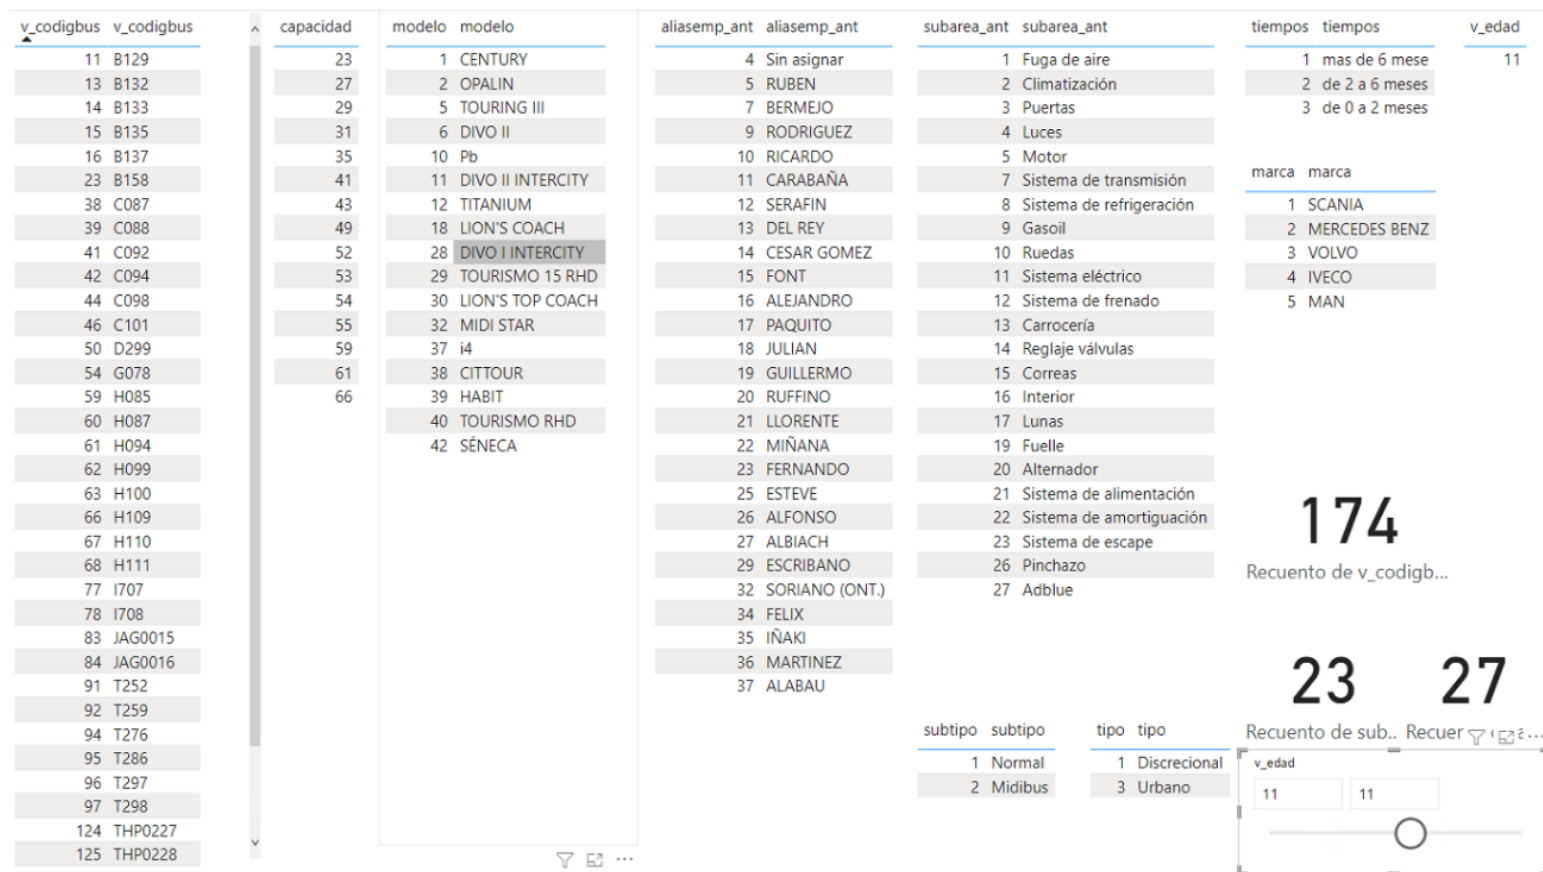 v_codigbus v_codigbus
11 B129
13 B132
14 B133
15 B135
16 B137
23 B158
38 C087
39 C088
41 C092
42 C094
44 C098
46 C101
50 D299
54 G078
59 H085
60 H087
61 H094
62 H099
63 H100
66 H109
67 H110
68 H111
77 I707
78 I708
83 JAG0015
84 JAG0016
91 T252
92 T259
94 T276
95 T286
96 T297
97 T298
124 THP0227
125 THP0228
capacidad
23
27
29
31
35
41
43
49
52
53
54
55
59
61
66
modelo modelo
1 CENTURY
2 OPALIN
5 TOURING III
6 DIVO II
10 Pb
11 DIVO II INTERCITY
12 TITANIUM
18 LION'S COACH
28 DIVO I INTERCITY
29 TOURISMO 15 RHD
30 LION'S TOP COACH
32 MIDI STAR
37 i4
38 CITTOUR
39 HABIT
40 TOURISMO RHD
42 SÉNECA
aliasemp_ant aliasemp_ant
4 Sin asignar
5 RUBEN
7 BERMEJO
9 RODRIGUEZ
10 RICARDO
11 CARABAÑA
12 SERAFIN
13 DEL REY
14 CESAR GOMEZ
15 FONT
16 ALEJANDRO
17 PAQUITO
18 JULIAN
19 GUILLERMO
20 RUFFINO
21 LLORENTE
22 MIÑANA
23 FERNANDO
25 ESTEVE
26 ALFONSO
27 ALBIACH
29 ESCRIBANO
32 SORIANO (ONT.)
34 FELIX
35 IÑAKI
36 MARTINEZ
37 ALABAU
subarea_ant subarea_ant
1 Fuga de aire
2 Climatización
3 Puertas
4 Luces
5 Motor
7 Sistema de transmisión
8 Sistema de refrigeración
9 Gasoil
10 Ruedas
11 Sistema eléctrico
12 Sistema de frenado
13 Carrocería
14 Reglaje válvulas
15 Correas
16 Interior
17 Lunas
19 Fuelle
20 Alternador
21 Sistema de alimentación
22 Sistema de amortiguación
23 Sistema de escape
26 Pinchazo
27 Adblue
subtipo subtipo
1 Normal
2 Midibus
tipo tipo
1 Discrecional
3 Urbano
tiempos tiempos
1 mas de 6 mese
2 de 2 a 6 meses
3 de 0 a 2 meses
v_edad
11
marca marca
1 SCANIA
2 MERCEDES BENZ
3 VOLVO
4 IVECO
5 MAN
174
Recuento de v_codigb...
23
Recuento de sub...
27
Recuer
v_edad
11 11